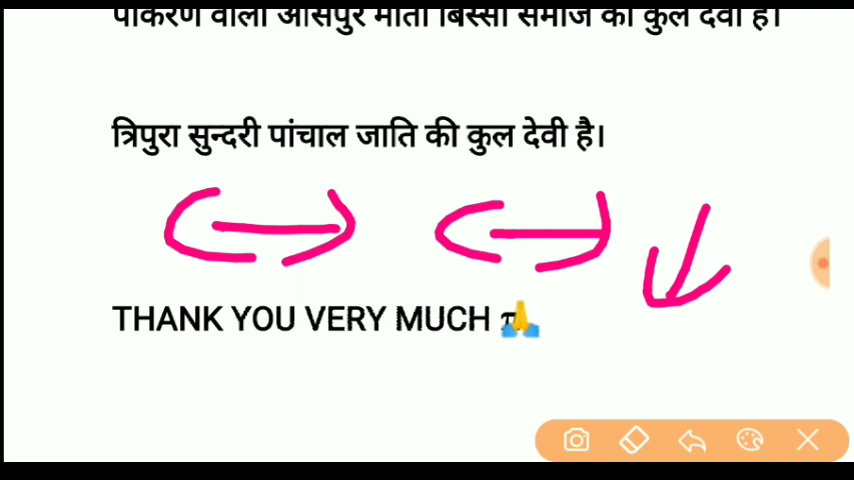 पोकरण वाली आसपुर माता बिस्सा समाज की कुल देवी है।
त्रिपुरा सुन्दरी पांचाल जाति की कुल देवी है।
THANK YOU VERY MUCH 🙏